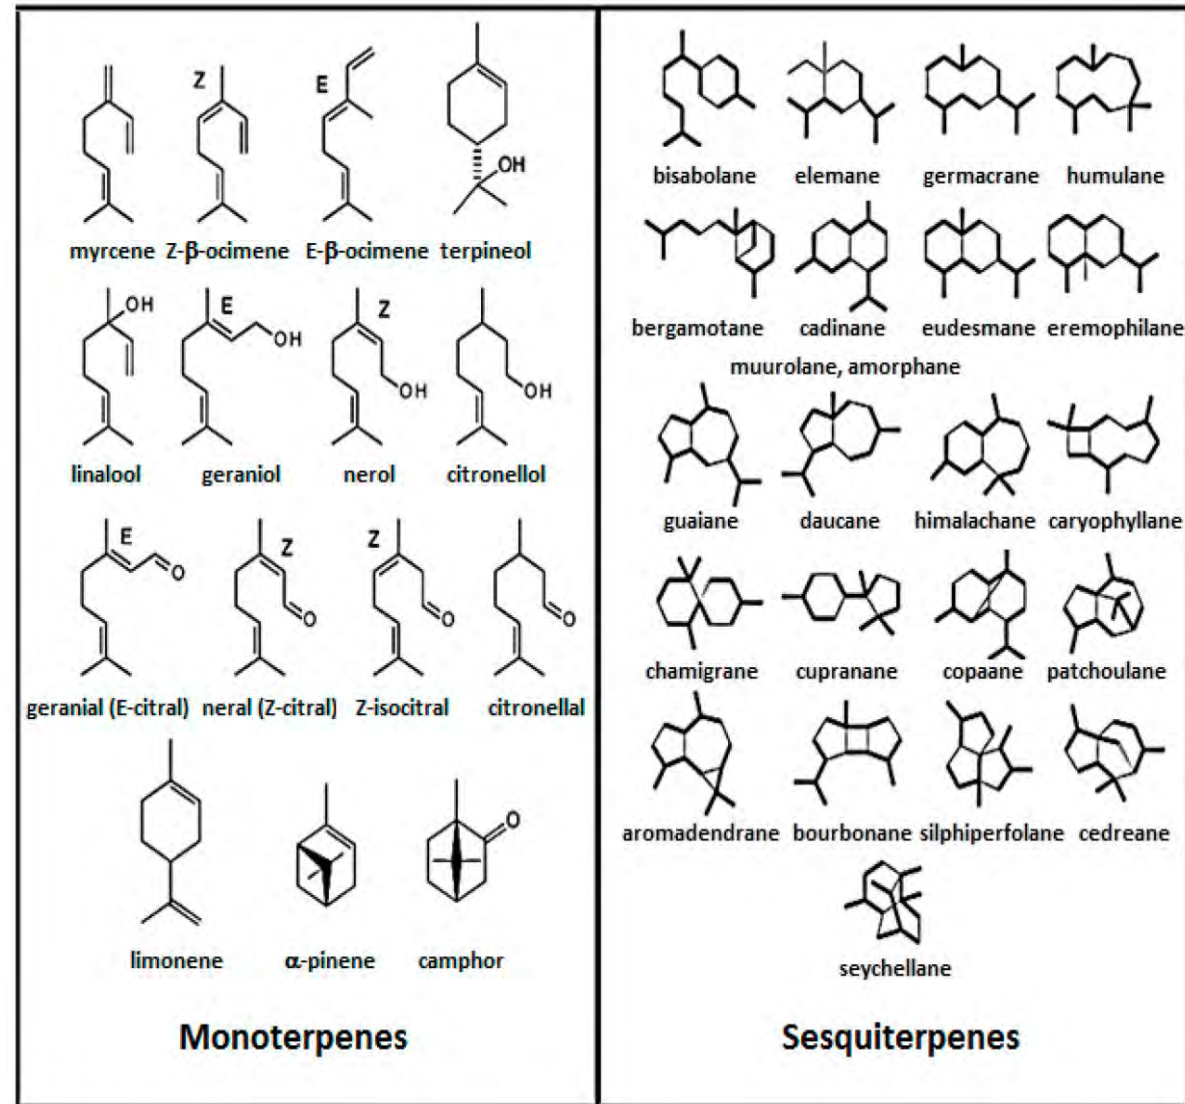 Z
E
OH
myrcene Z-β-ocimene E-β-ocimene terpineol
OH
E
OH
Z
OH
OH
linalool geraniol nerol citronellol
E
O
Z
O
Z
O
O
geranial (E-citral) neral (Z-citral) Z-isocitral citronellal
O
limonene α-pinene camphor
Monoterpenes
bisabolane elemane germacrane humulane
bergamotane cadinane eudesmane eremophilane
muurolane, amorphane
guaiane daucane himalachane caryophyllane
chamigrane cupranane copaane patchoulane
aromadendrane bourbonane silphiperfolane cedreane
seychellane
Sesquiterpenes